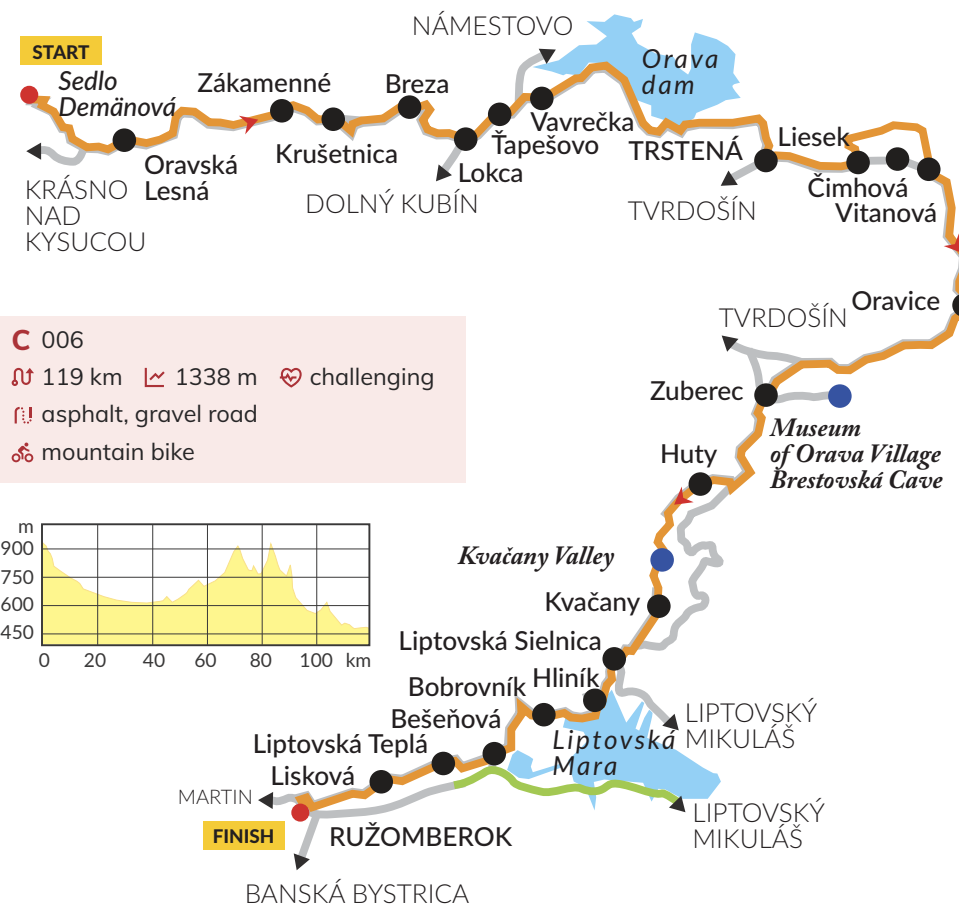 NÁMESTOVO
START
Sedlo
Demänová
Zákamenné
Breza
Orava
dam
Vavrečka
Ťapešovo
Krušetnica
Oravská
Lesná
Lokca
TRSTENÁ
Liesek
Čimhová
Vitanová
KRÁSNO
NAD
KYSUCOU
DOLNÝ KUBÍN
TVRDOŠÍN
Oravice
TVRDOŠÍN
C 006
119 km 1338 m challenging
asphalt, gravel road
mountain bike
Zuberec
Museum
of Orava Village
Brestovská Cave
Huty
m
900
750
600
450
0 20 40 60 80 100 km
Kvačany Valley
Kvačany
Liptovská Sielnica
Hliník
Bobrovník
Bešeňová
LIPTOVSKÝ
MIKULÁŠ
Liptovská
Mara
Liptovská Teplá
Lisková
MARTIN
LIPTOVSKÝ
MIKULÁŠ
FINISH
RUŽOMBEROK
BANSKÁ BYSTRICA